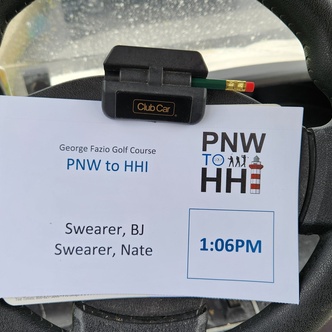 Club Car
George Fazio Golf Course
PNW to HHI
PNW
TO
HHI
Swearer, BJ
Swearer, Nate
1:06PM